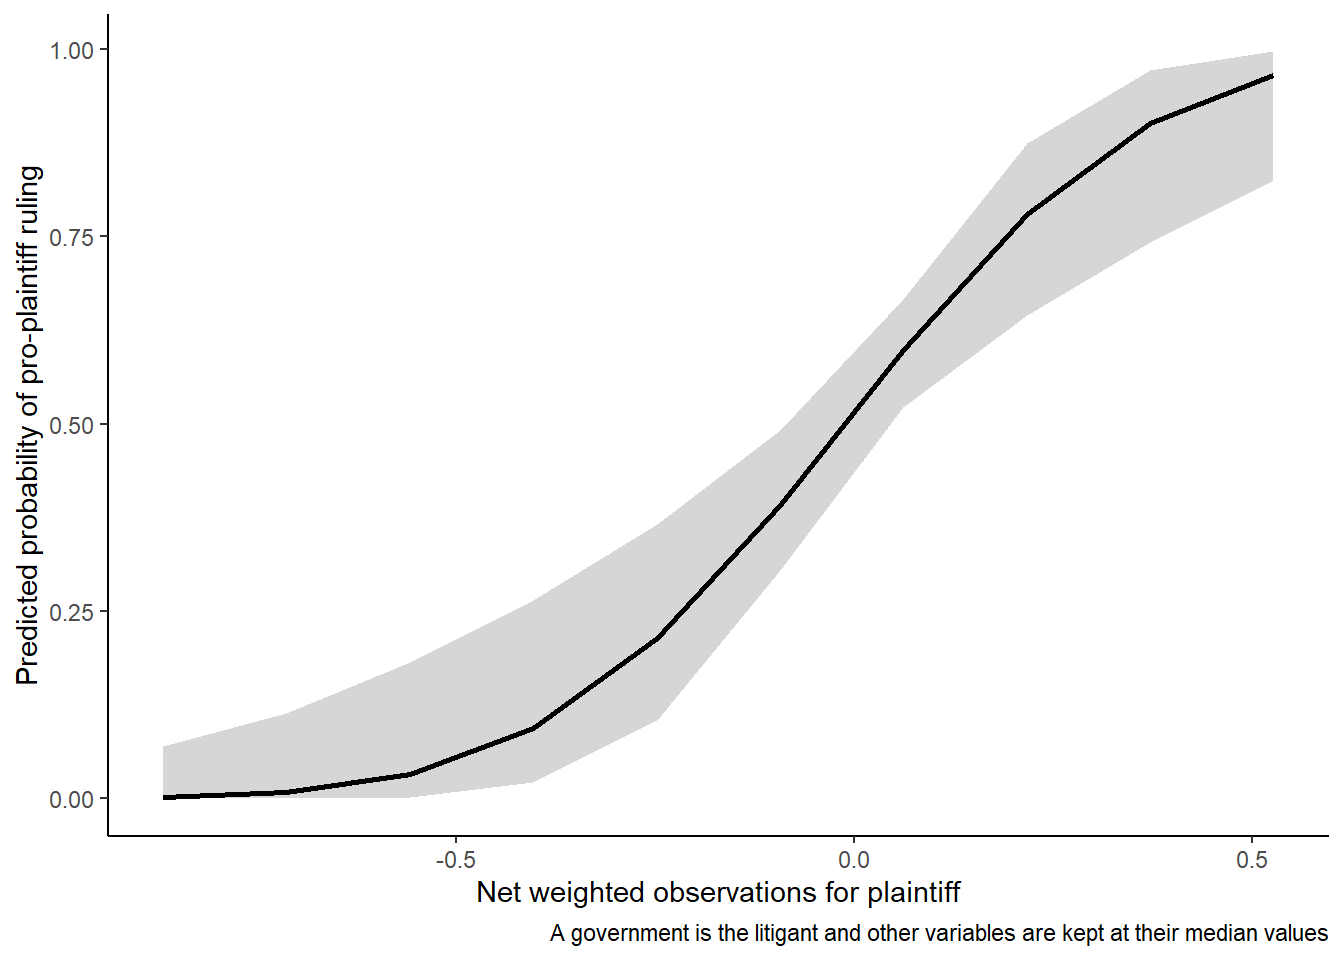 Predicted probability of pro-plaintiff ruling
1.00
0.75
0.50
0.25
0.00
-0.5
0.0
0.5
Net weighted observations for plaintiff
A government is the litigant and other variables are kept at their median values